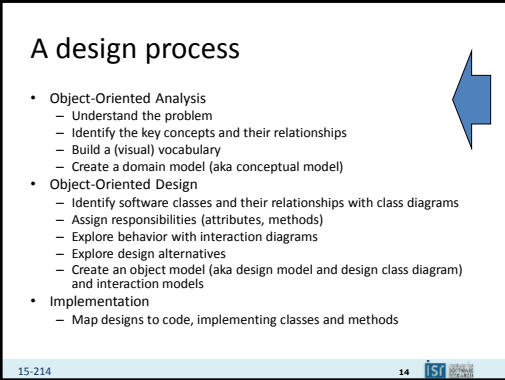 A design process
• Object-Oriented Analysis
– Understand the problem
– Identify the key concepts and their relationships
– Build a (visual) vocabulary
– Create a domain model (aka conceptual model)
• Object-Oriented Design
– Identify software classes and their relationships with class diagrams
– Assign responsibilities (attributes, methods)
– Explore behavior with interaction diagrams
– Explore design alternatives
– Create an object model (aka design model and design class diagram)
and interaction models
• Implementation
– Map designs to code, implementing classes and methods
15-214
14